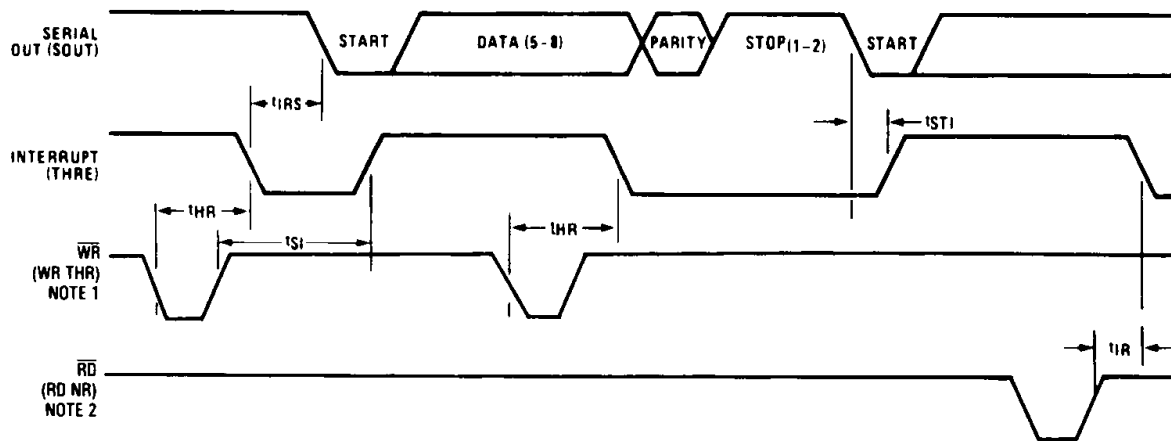 SERIAL
OUT (SOUT)
START
DATA (5-8)
PARITY
STOP(1-2)
START
tIRS
tSTI
INTERRUPT
(THRE)
tHR
tHR
tSI
WR
(WR THR)
NOTE 1
tIR
RD
(RD NR)
NOTE 2